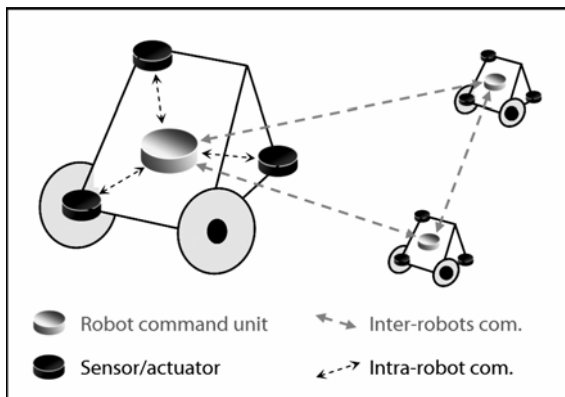 Robot command unit
Inter-robots com.
Sensor/actuator
Intra-robot com.